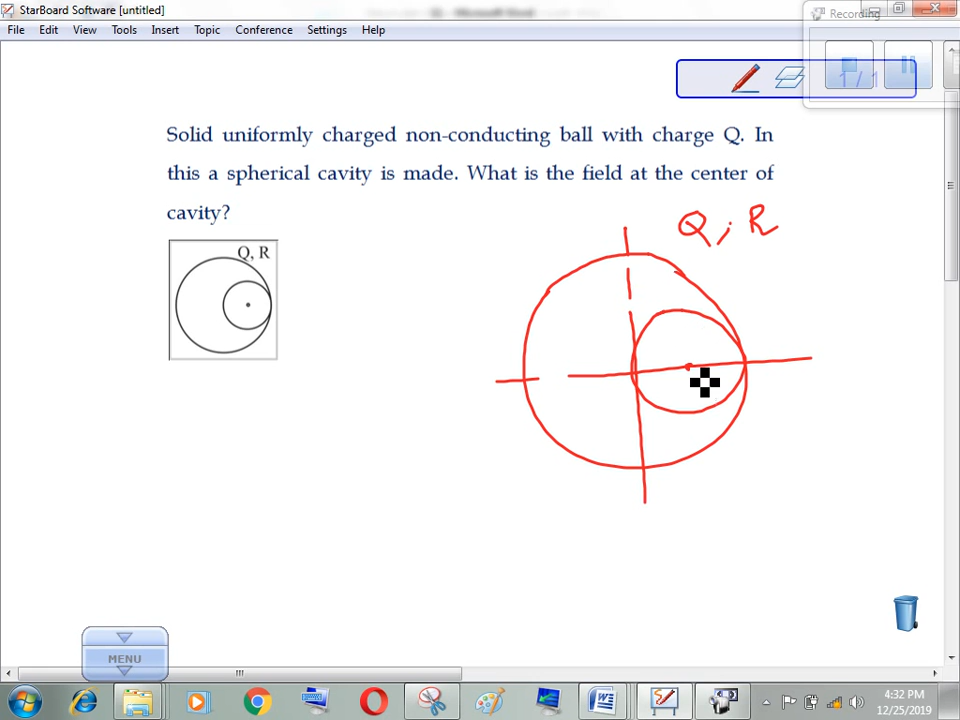 StarBoard Software [untitled]
Recording
File Edit View Tools Insert Topic Conference Settings Help
1 / 1
Solid uniformly charged non-conducting ball with charge Q. In
this a spherical cavity is made. What is the field at the center of
cavity?
Q, R
Q, R
MENU
4:32 PM
12/25/2019